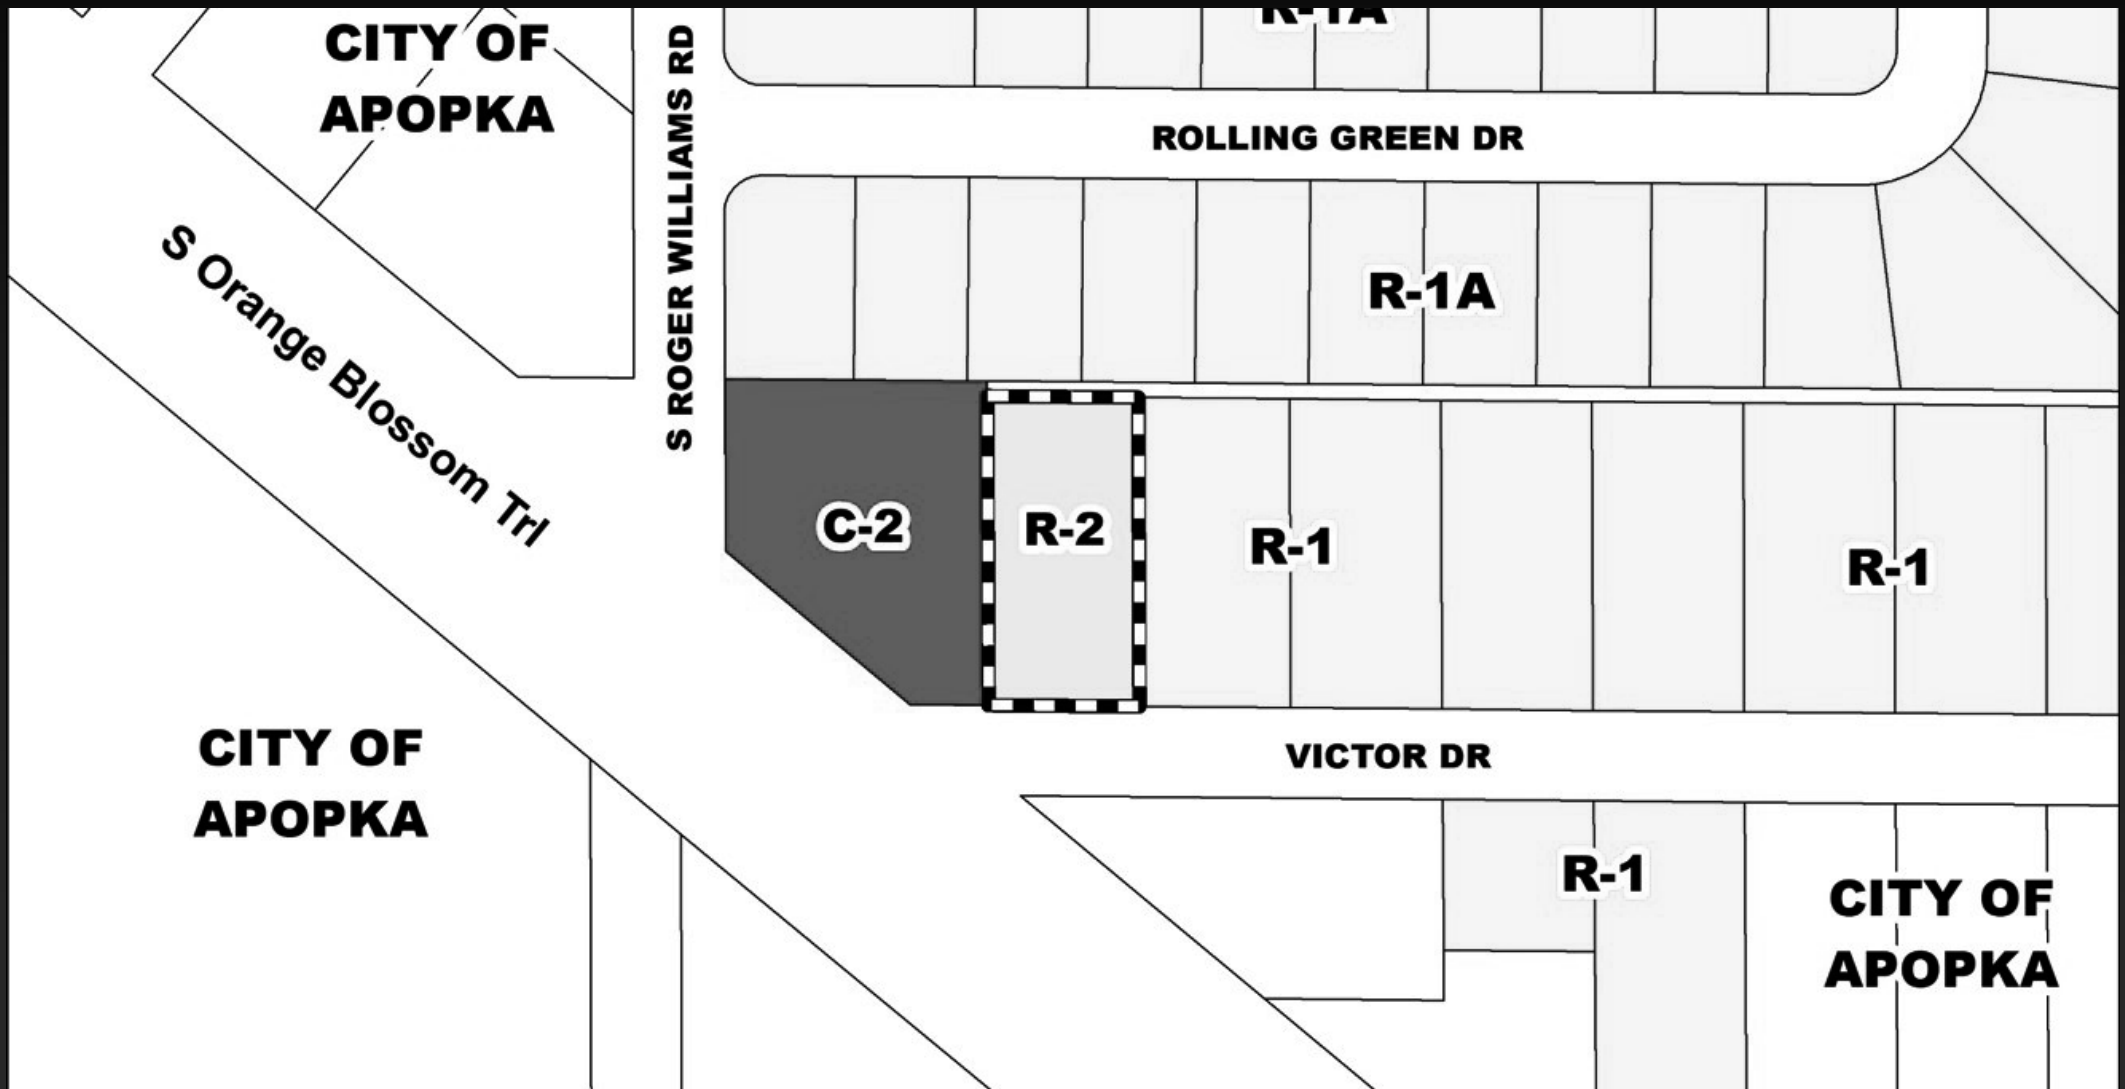 R-1A
CITY OF
APOPKA
S ROGER WILLIAMS RD
ROLLING GREEN DR
S Orange Blossom Trl
R-1A
C-2
R-2
R-1
R-1
CITY OF
APOPKA
VICTOR DR
R-1
CITY OF
APOPKA